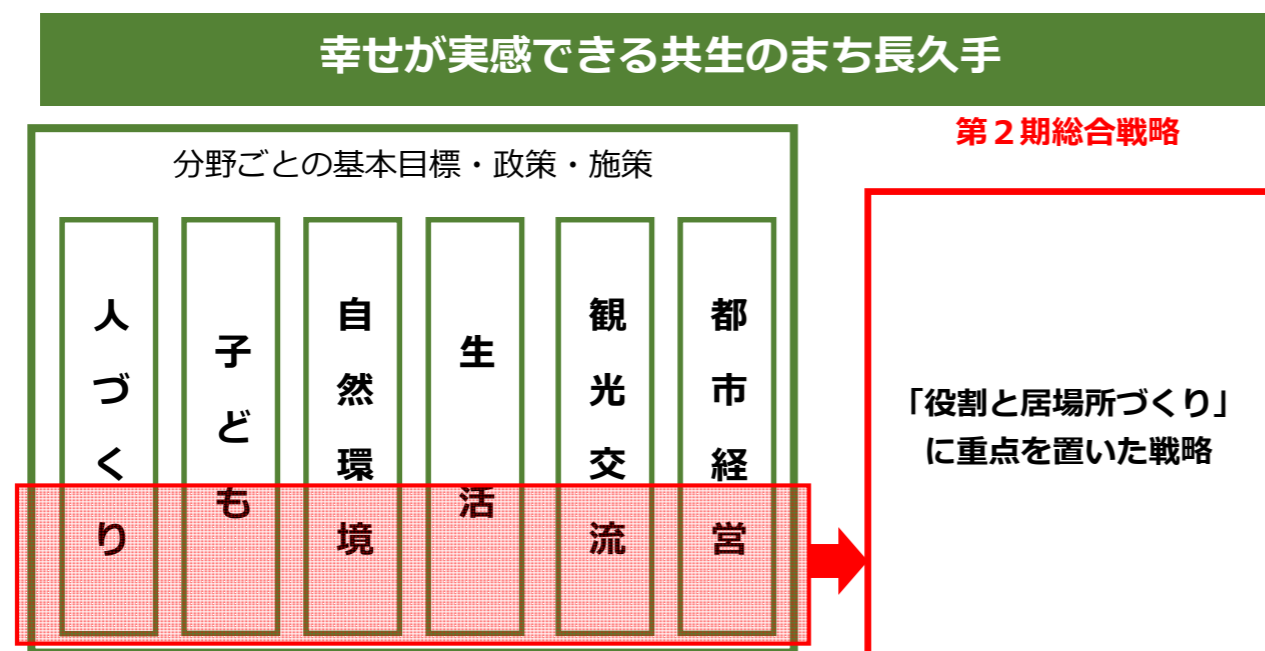 幸せが実感できる共生のまち長久手
第２期総合戦略
分野ごとの基本目標・政策・施策
人づくり
子ども
自然環境
生活
観光交流
都市経営
「役割と居場所づくり」
に重点を置いた戦略